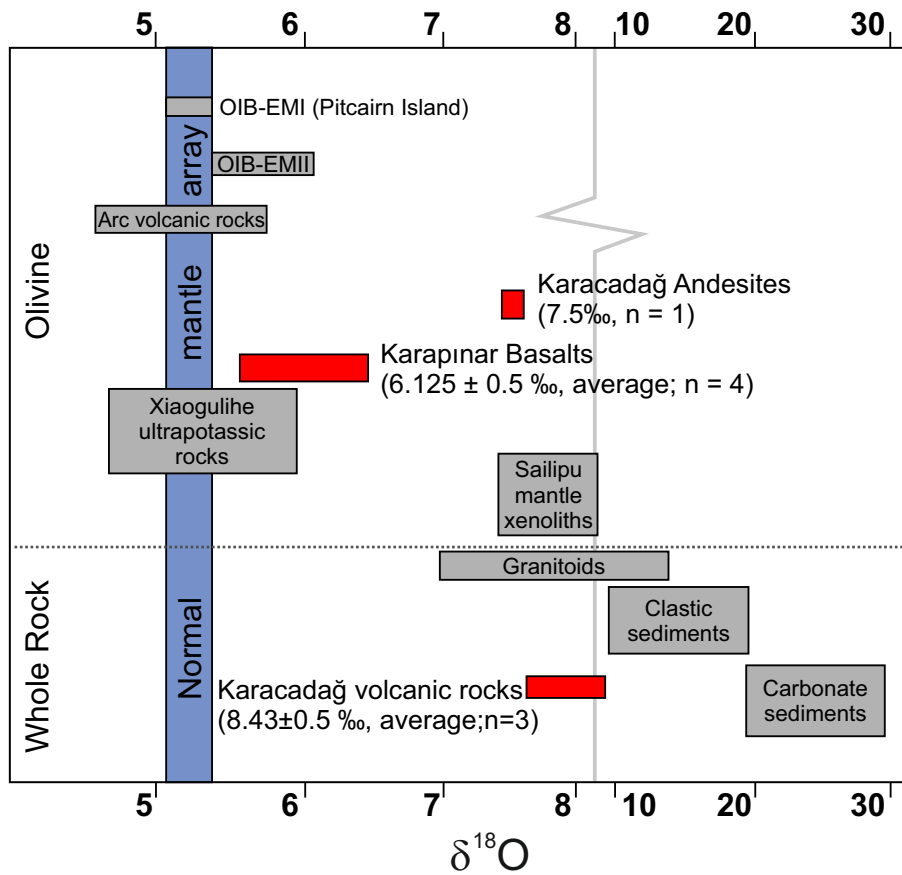 5 6 7 8 10 20 30
OIB-EMI (Pitcairn Island)
OIB-EMII
Arc volcanic rocks
Karacadağ Andesites
(7.5‰, n = 1)
Karapınar Basalts
(6.125 ± 0.5 ‰, average; n = 4)
Xiaogulihe
ultrapotassic
rocks
Sailipu
mantle
xenoliths
Granitoids
Clastic
sediments
Karacadağ volcanic rocks
(8.43±0.5 ‰, average;n=3)
Carbonate
sediments
Olivine
Whole Rock
Normal mantle array
5 6 7 8 10 20 30
δ¹⁸O